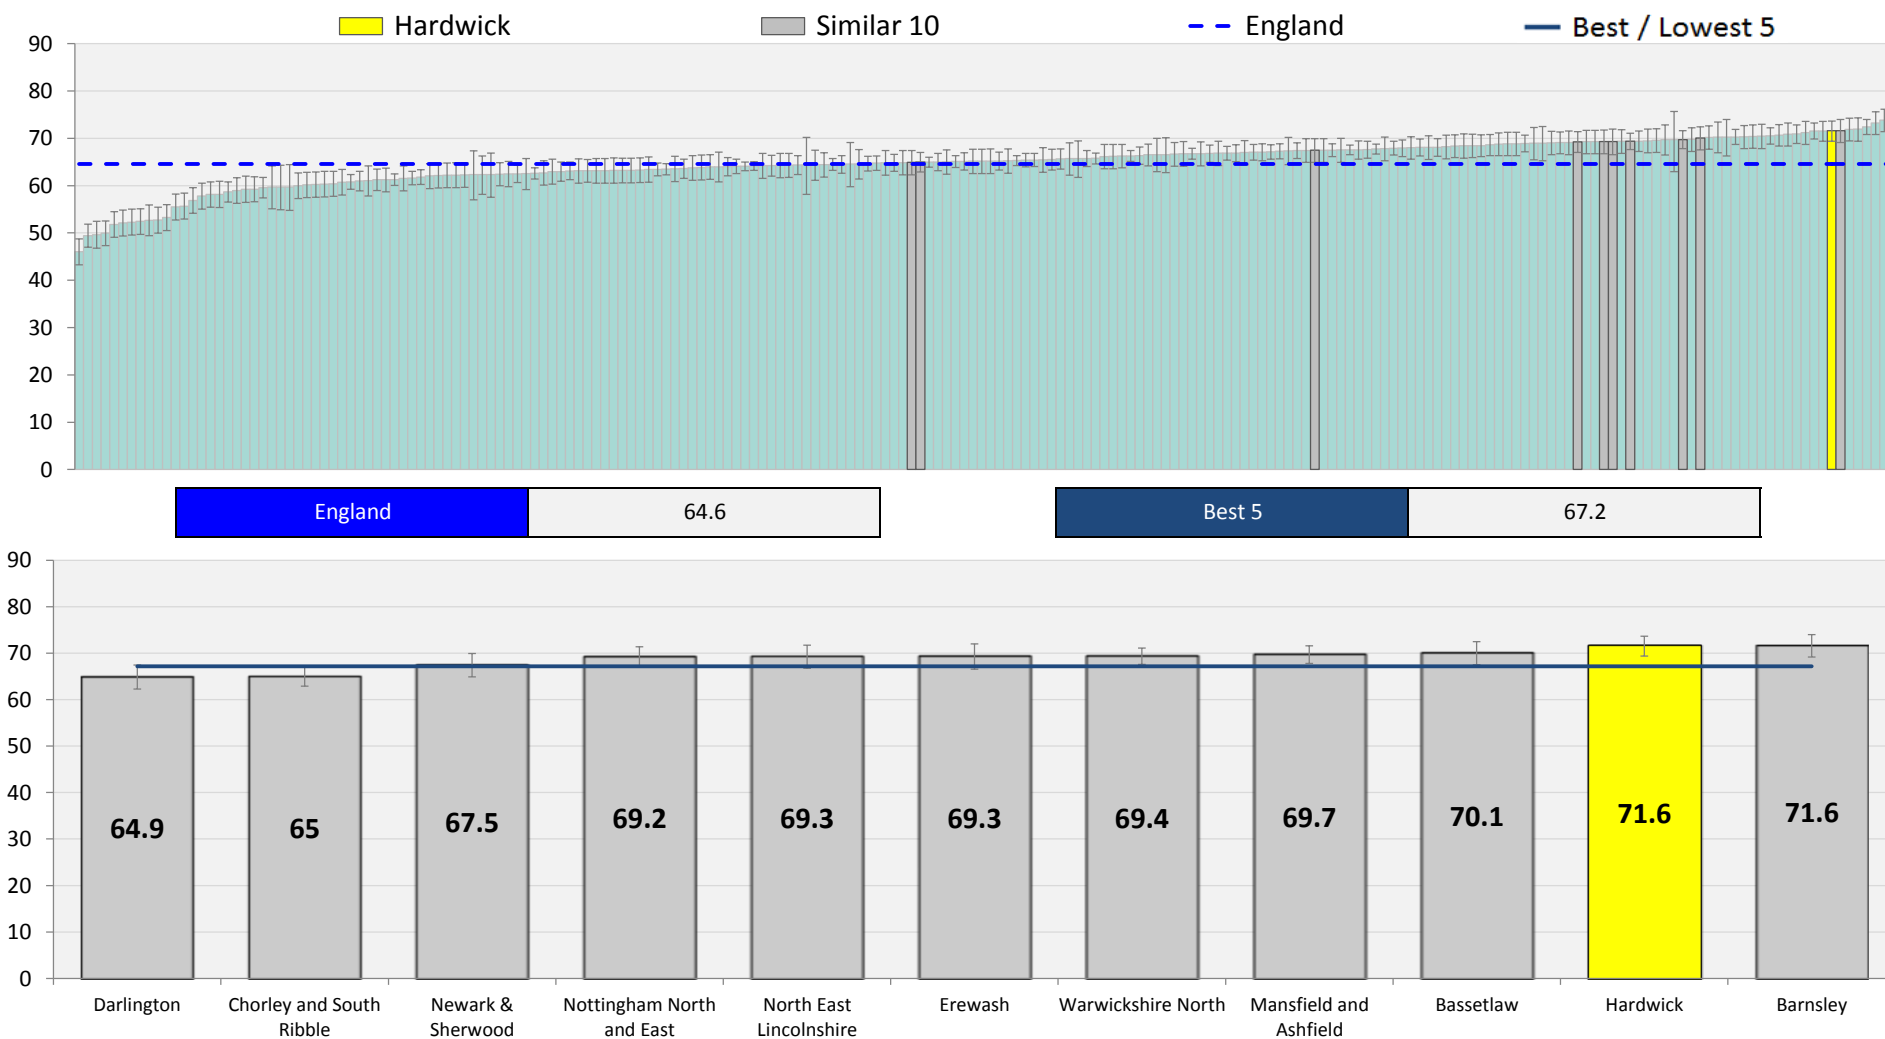 Hardwick
Similar 10
England
Best / Lowest 5
90
80
70
60
50
40
30
20
10
0
England 64.6
Best 5 67.2
90
80
70
60
50
40
30
20
10
0
64.9
65
67.5
69.2
69.3
69.3
69.4
69.7
70.1
71.6
71.6
Darlington
Chorley and South
Ribble
Newark &
Sherwood
Nottingham North
and East
North East
Lincolnshire
Erewash
Warwickshire North
Mansfield and
Ashfield
Bassetlaw
Hardwick
Barnsley